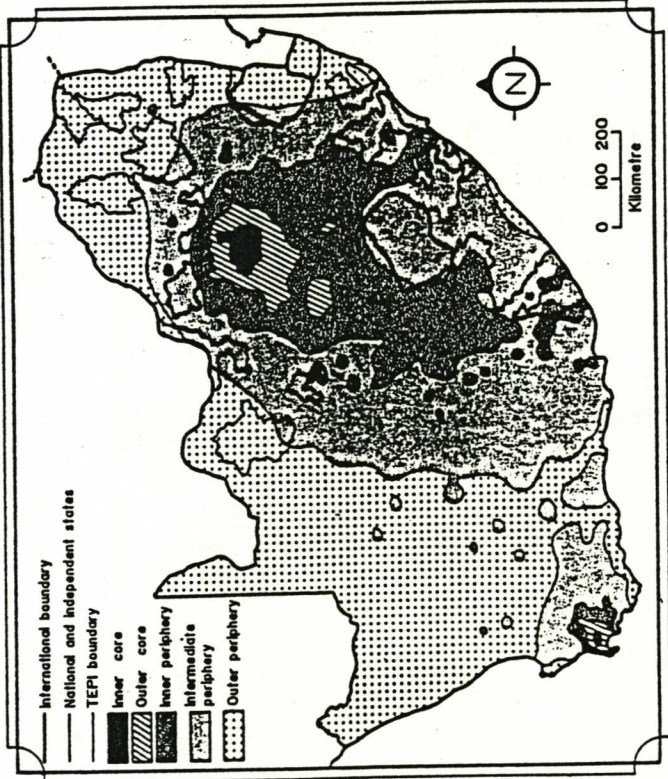 International boundary
National and independent states
TEPI boundary
Inner core
Outer core
Inner periphery
Intermediate
periphery
Outer periphery
N
0 100 200
Kilometre